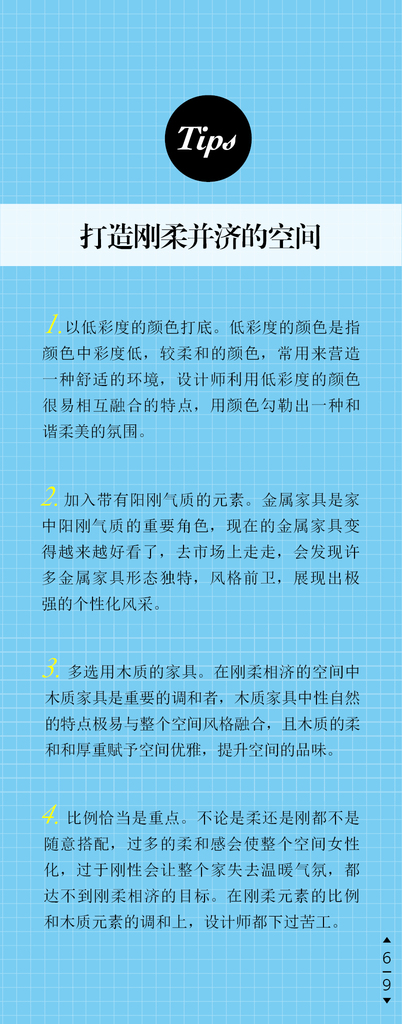 Tips
打造刚柔并济的空间
1.以低彩度的颜色打底。低彩度的颜色是指
颜色中彩度低，较柔和的颜色，常用来营造
一种舒适的环境，设计师利用低彩度的颜色
很易相互融合的特点，用颜色勾勒出一种和
谐柔美的氛围。
2.加入带有阳刚气质的元素。金属家具是家
中阳刚气质的重要角色，现在的金属家具变
得越来越好看了，去市场上走走，会发现许
多金属家具形态独特，风格前卫，展现出极
强的个性化风采。
3.多选用木质的家具。在刚柔相济的空间中
木质家具是重要的调和者，木质家具中性自然
的特点极易与整个空间风格融合，且木质的柔
和和厚重赋予空间优雅，提升空间的品味。
4.比例恰当是重点。不论是柔还是刚都不是
随意搭配，过多的柔和感会使整个空间女性
化，过于刚性会让整个家失去温暖气氛，都
达不到刚柔相济的目标。在刚柔元素的比例
和木质元素的调和上，设计师都下过苦工。
6
9